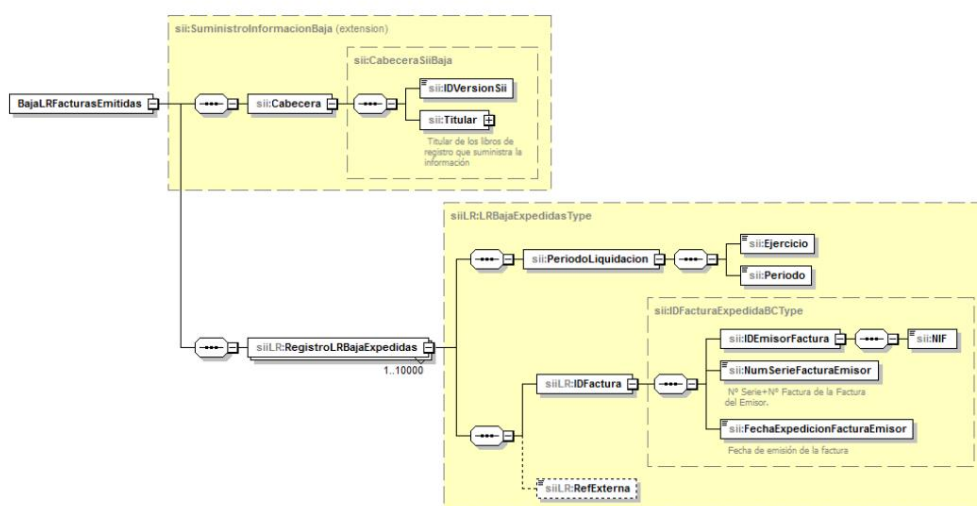 sii:SuministroInformacionBaja (extension)
sii:CabeceraSiiBaja
sii:IDVersionSii
BajaLRFacturasEmitidas
sii:Cabecera
sii:Titular
Titular de los libros de
registro que suministra la
información
siiLR:LRBajaExpedidasType
sii:Ejercicio
sii:PeriodoLiquidacion
sii:Periodo
sii:IDFacturaExpedidaBCType
sii:IDEmisorFactura
sii:NIF
siiLR:RegistroLRBajaExpedidas
1..10000
sii:NumSerieFacturaEmisor
siiLR:IDFactura
Nº Serie+Nº Factura de la Factura
del Emisor.
sii:FechaExpedicionFacturaEmisor
Fecha de emisión de la factura
siiLR:RefExterna